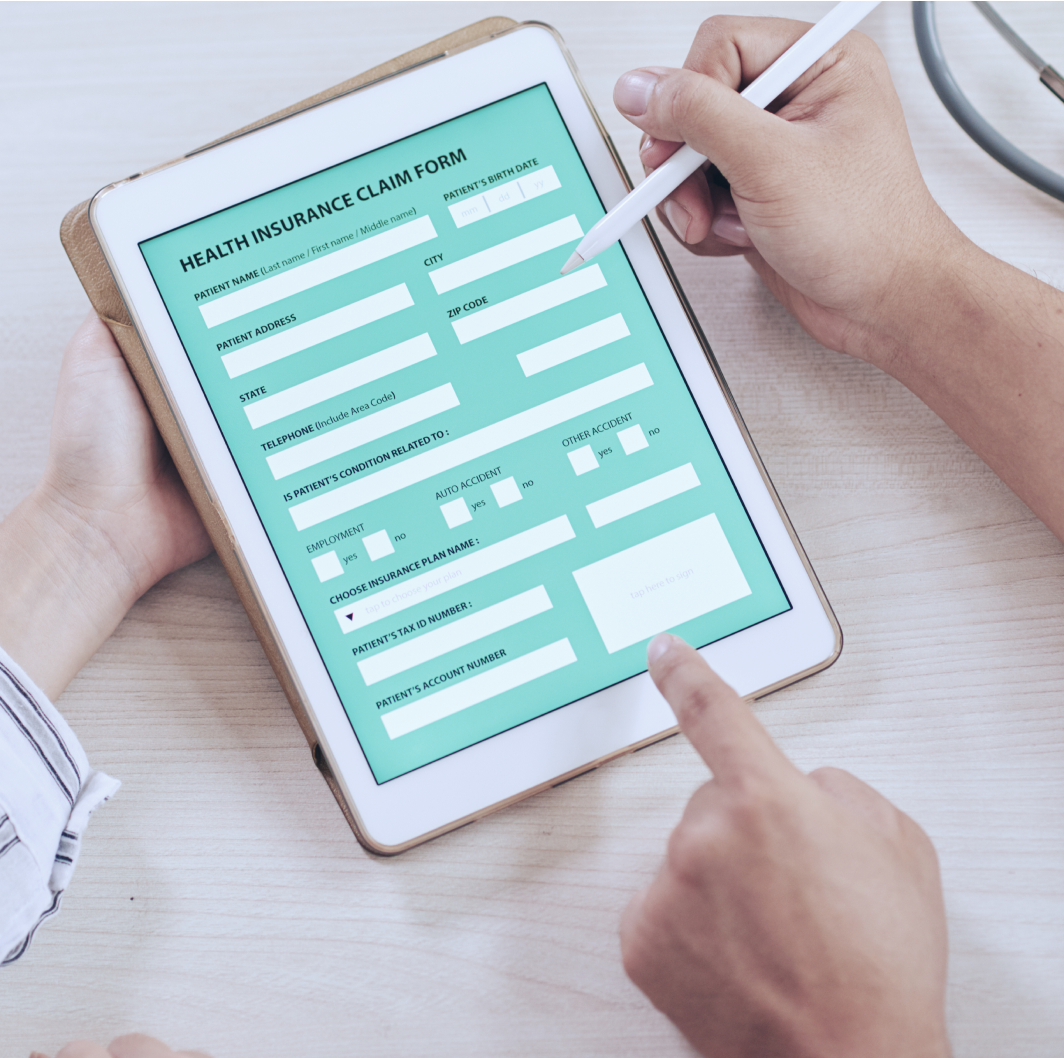 HEALTH INSURANCE CLAIM FORM
PATIENT NAME (Last name / First name / Middle name)
PATIENT'S BIRTH DATE
mm dd yy
PATIENT ADDRESS
CITY
STATE
ZIP CODE
TELEPHONE (Include Area Code)
IS PATIENT'S CONDITION RELATED TO :
EMPLOYMENT
yes no
AUTO ACCIDENT
yes no
OTHER ACCIDENT
yes no
CHOOSE INSURANCE PLAN NAME :
tap to choose your plan
PATIENT'S TAX ID NUMBER :
PATIENT'S ACCOUNT NUMBER
tap here to sign